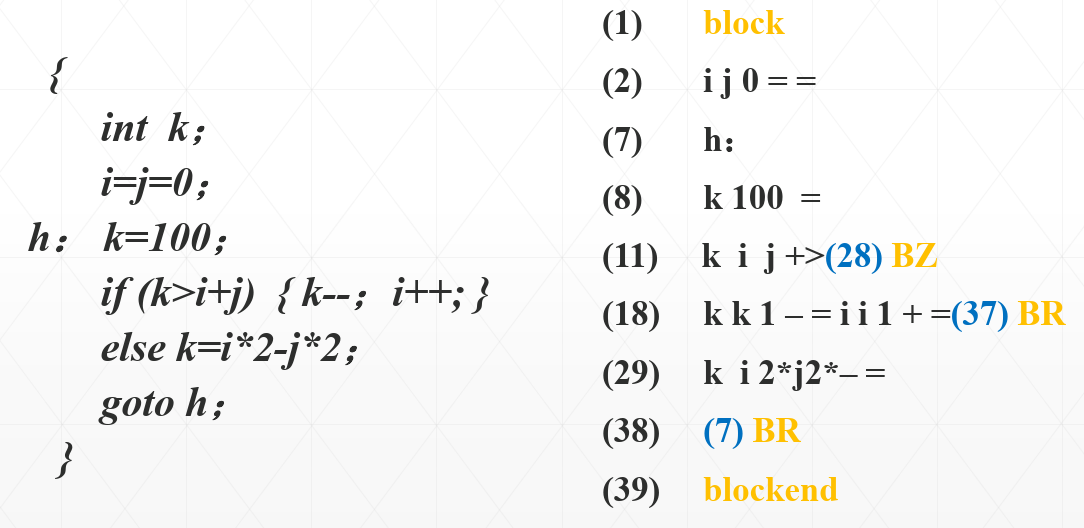 {
int k；
i=j=0；
h： k=100；
if (k>i+j) { k--； i++; }
else k=i*2-j*2；
goto h；
}
(1) block
(2) i j 0 = =
(7) h：
(8) k 100 =
(11) k i j +>(28) BZ
(18) k k 1 – = i i 1 + =(37) BR
(29) k i 2*j2*– =
(38) (7) BR
(39) blockend